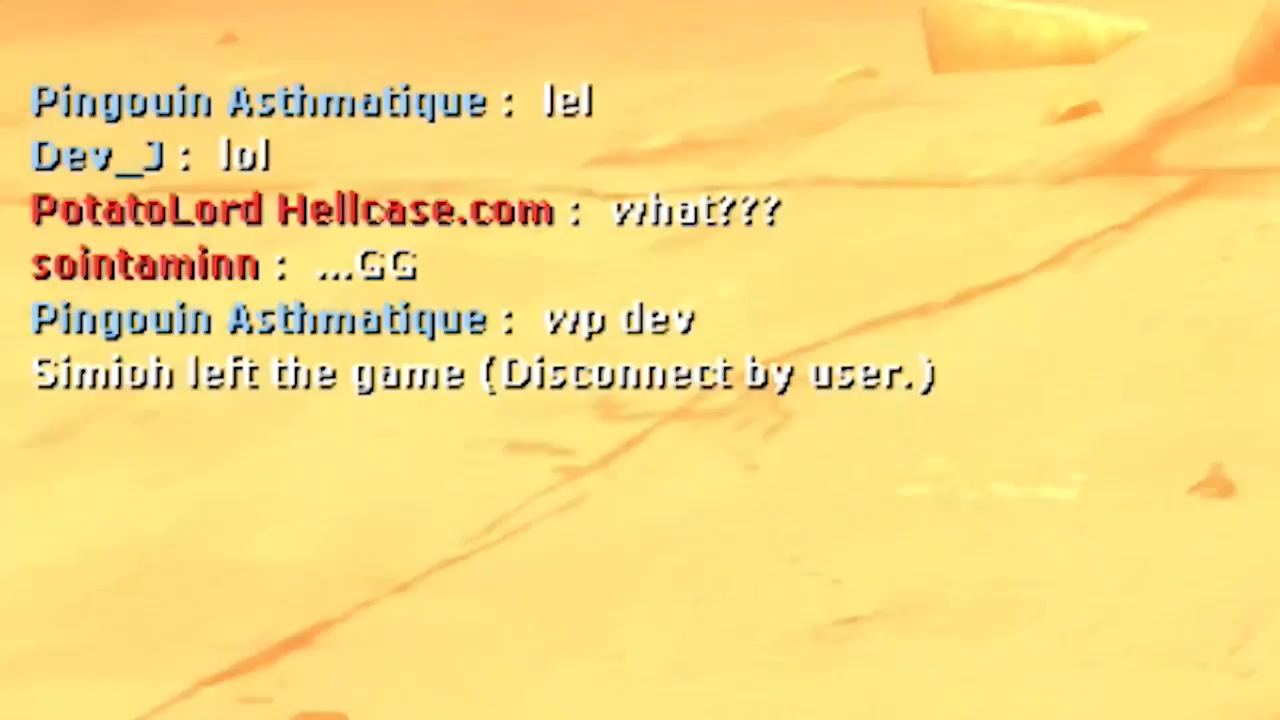 Pingouin Asthmatique :  lel
Dev_J :  lol
PotatoLord Hellcase.com :  what???
sointaminn :  ...GG
Pingouin Asthmatique :  wp dev
Simioh left the game (Disconnect by user.)